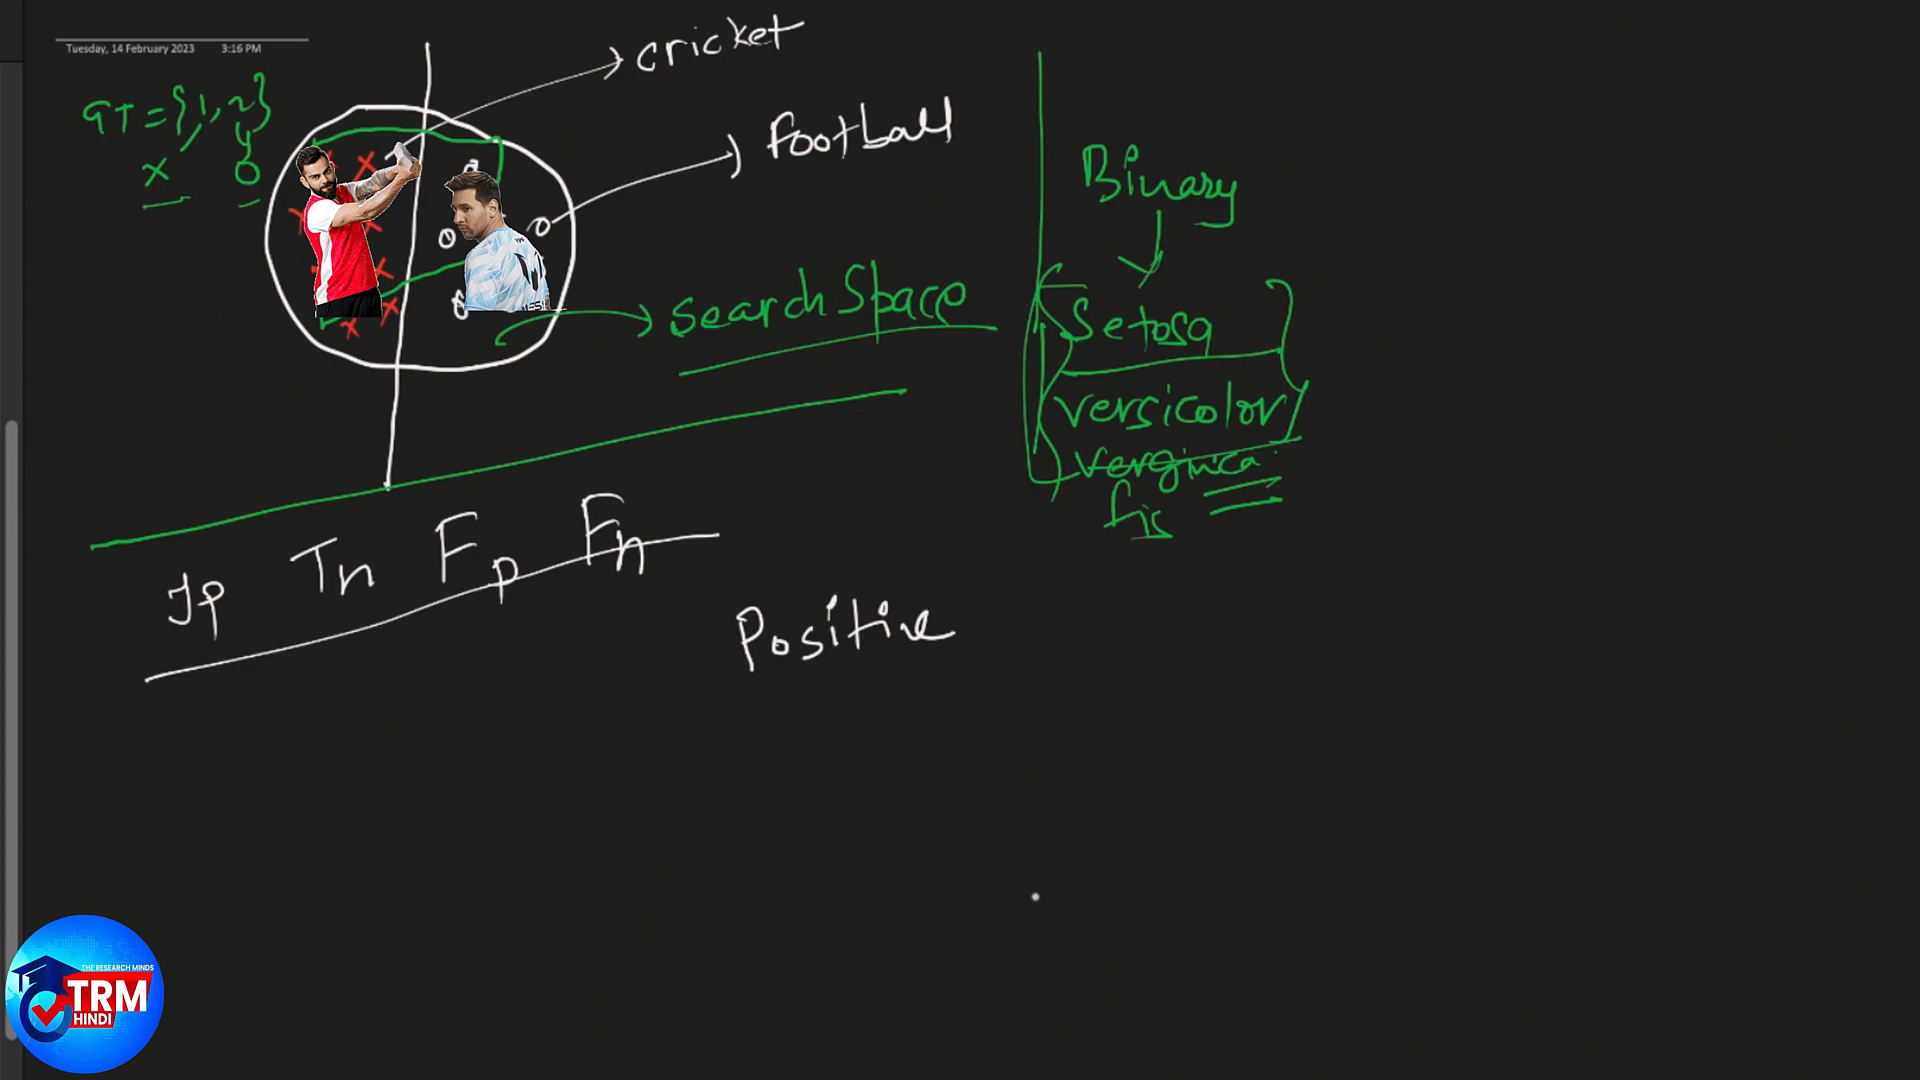 Tuesday, 14 February 2023 3:16 PM
cricket
GT = {1, 2}
x O
Football
Binary
Search Space
Setosa
versicolor
verginica
fis
Tp Tn Fp Fn
Positive
THE RESEARCH MINDS
TRM
HINDI